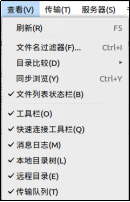 查看(V) 传输(T) 服务器(S)
刷新(R) F5
文件名过滤器(F)... Ctrl+I
目录比较(D)
同步浏览(Y) Ctrl+Y
文件列表状态栏(B)
工具栏(O)
快速连接工具栏(Q)
消息日志(M)
本地目录树(L)
远程目录(E)
传输队列(T)